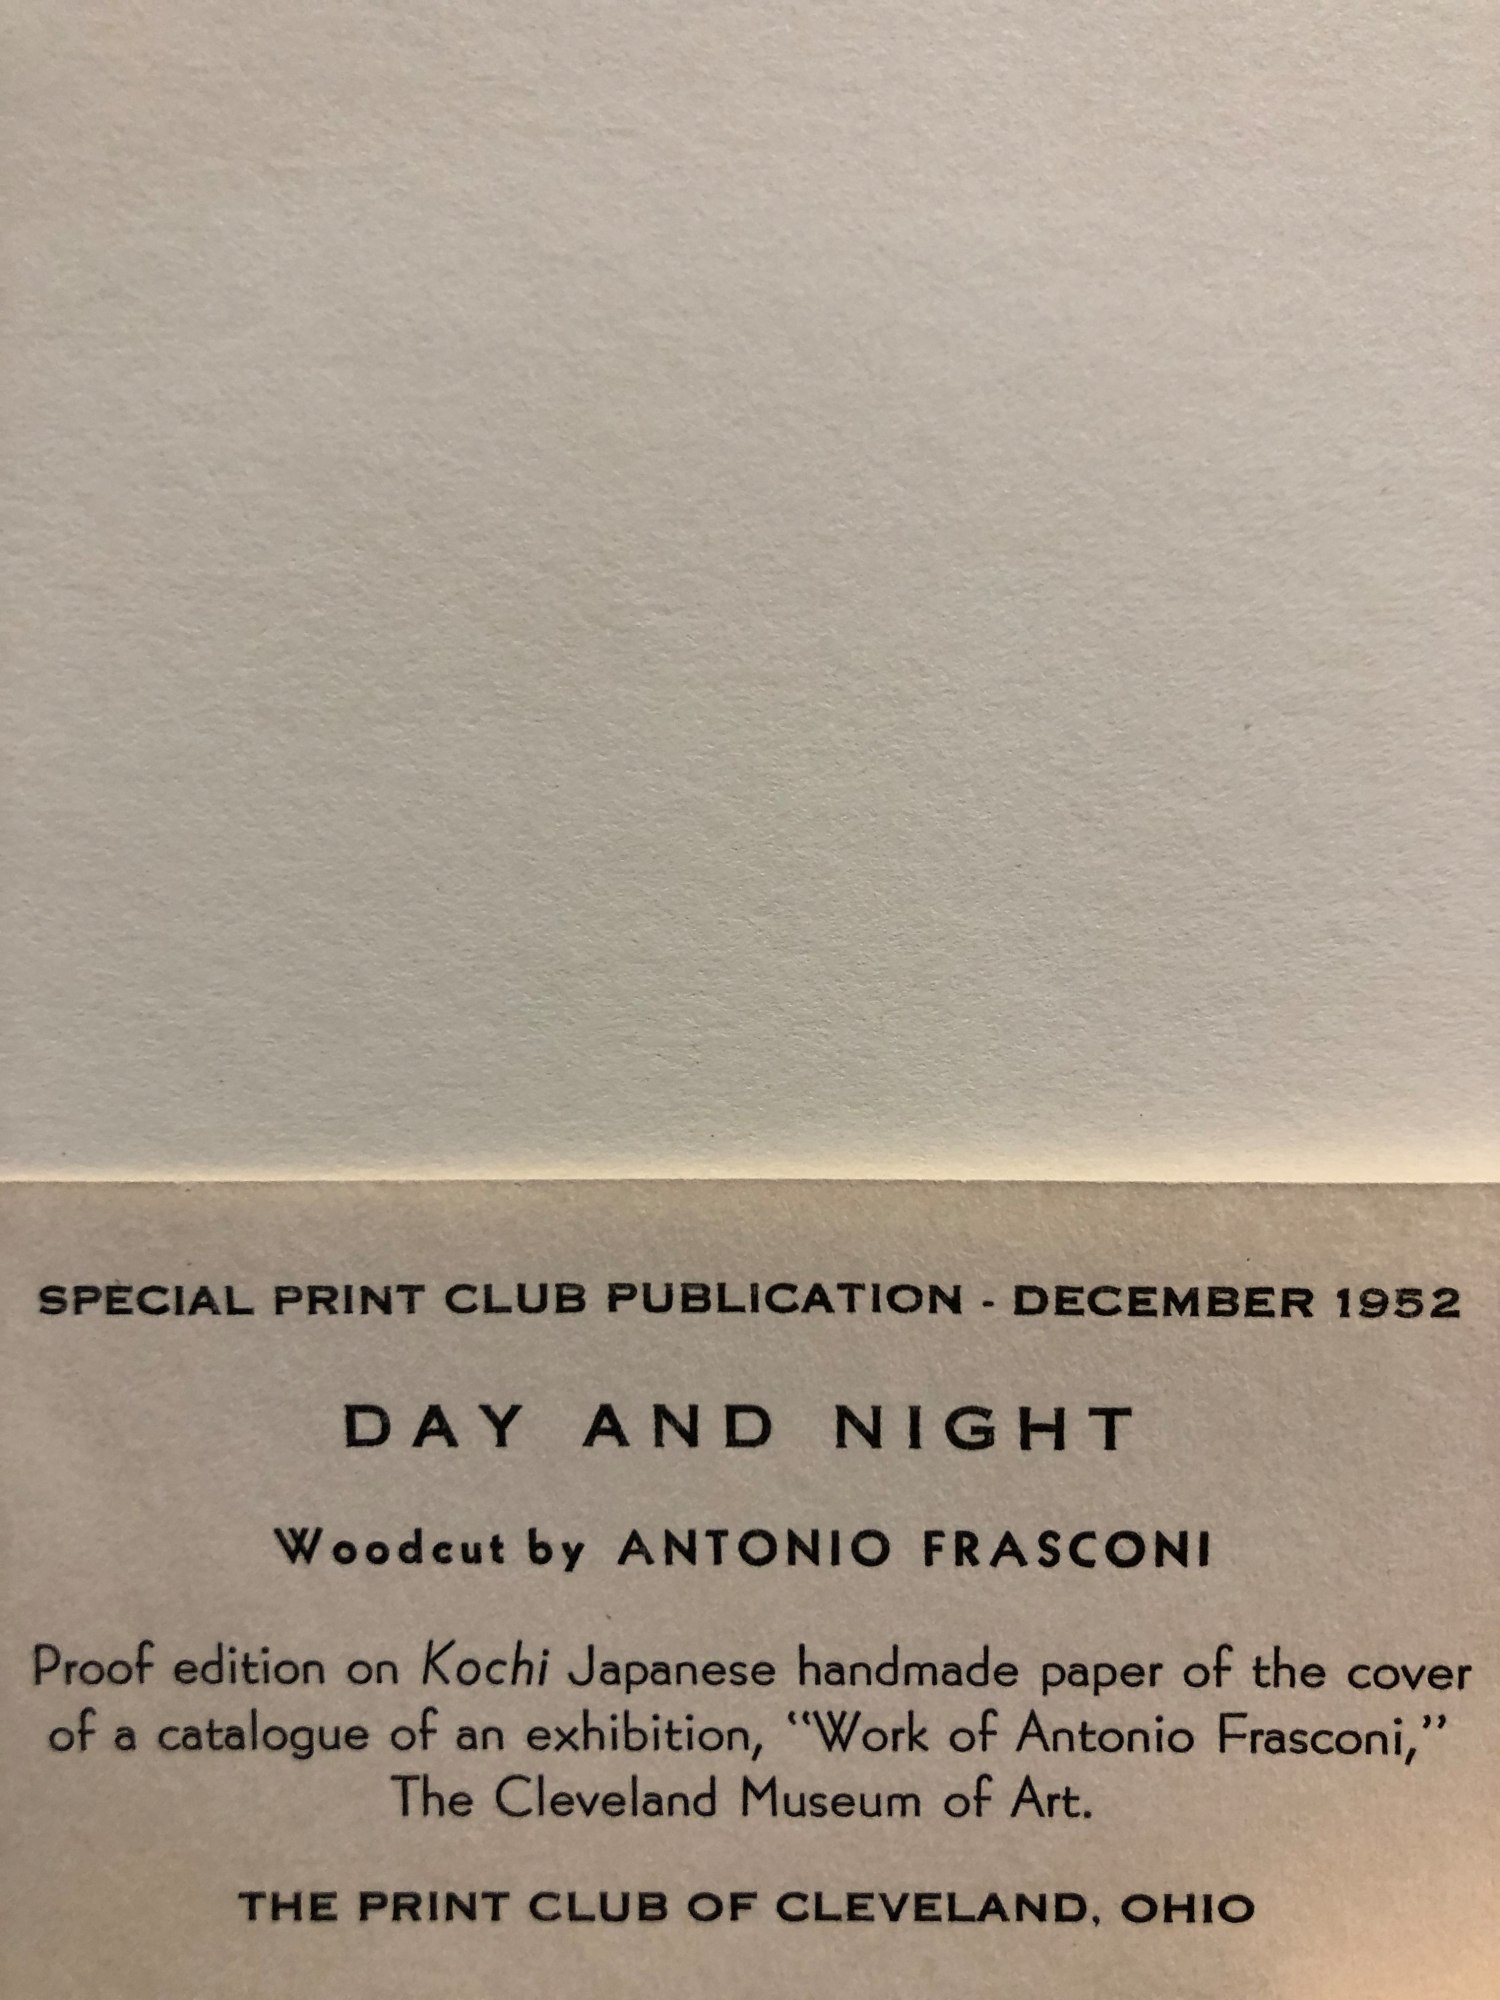 SPECIAL PRINT CLUB PUBLICATION - DECEMBER 1952
DAY AND NIGHT
Woodcut by ANTONIO FRASCONI
Proof edition on Kochi Japanese handmade paper of the cover
of a catalogue of an exhibition, “Work of Antonio Frasconi,”
The Cleveland Museum of Art.
THE PRINT CLUB OF CLEVELAND, OHIO